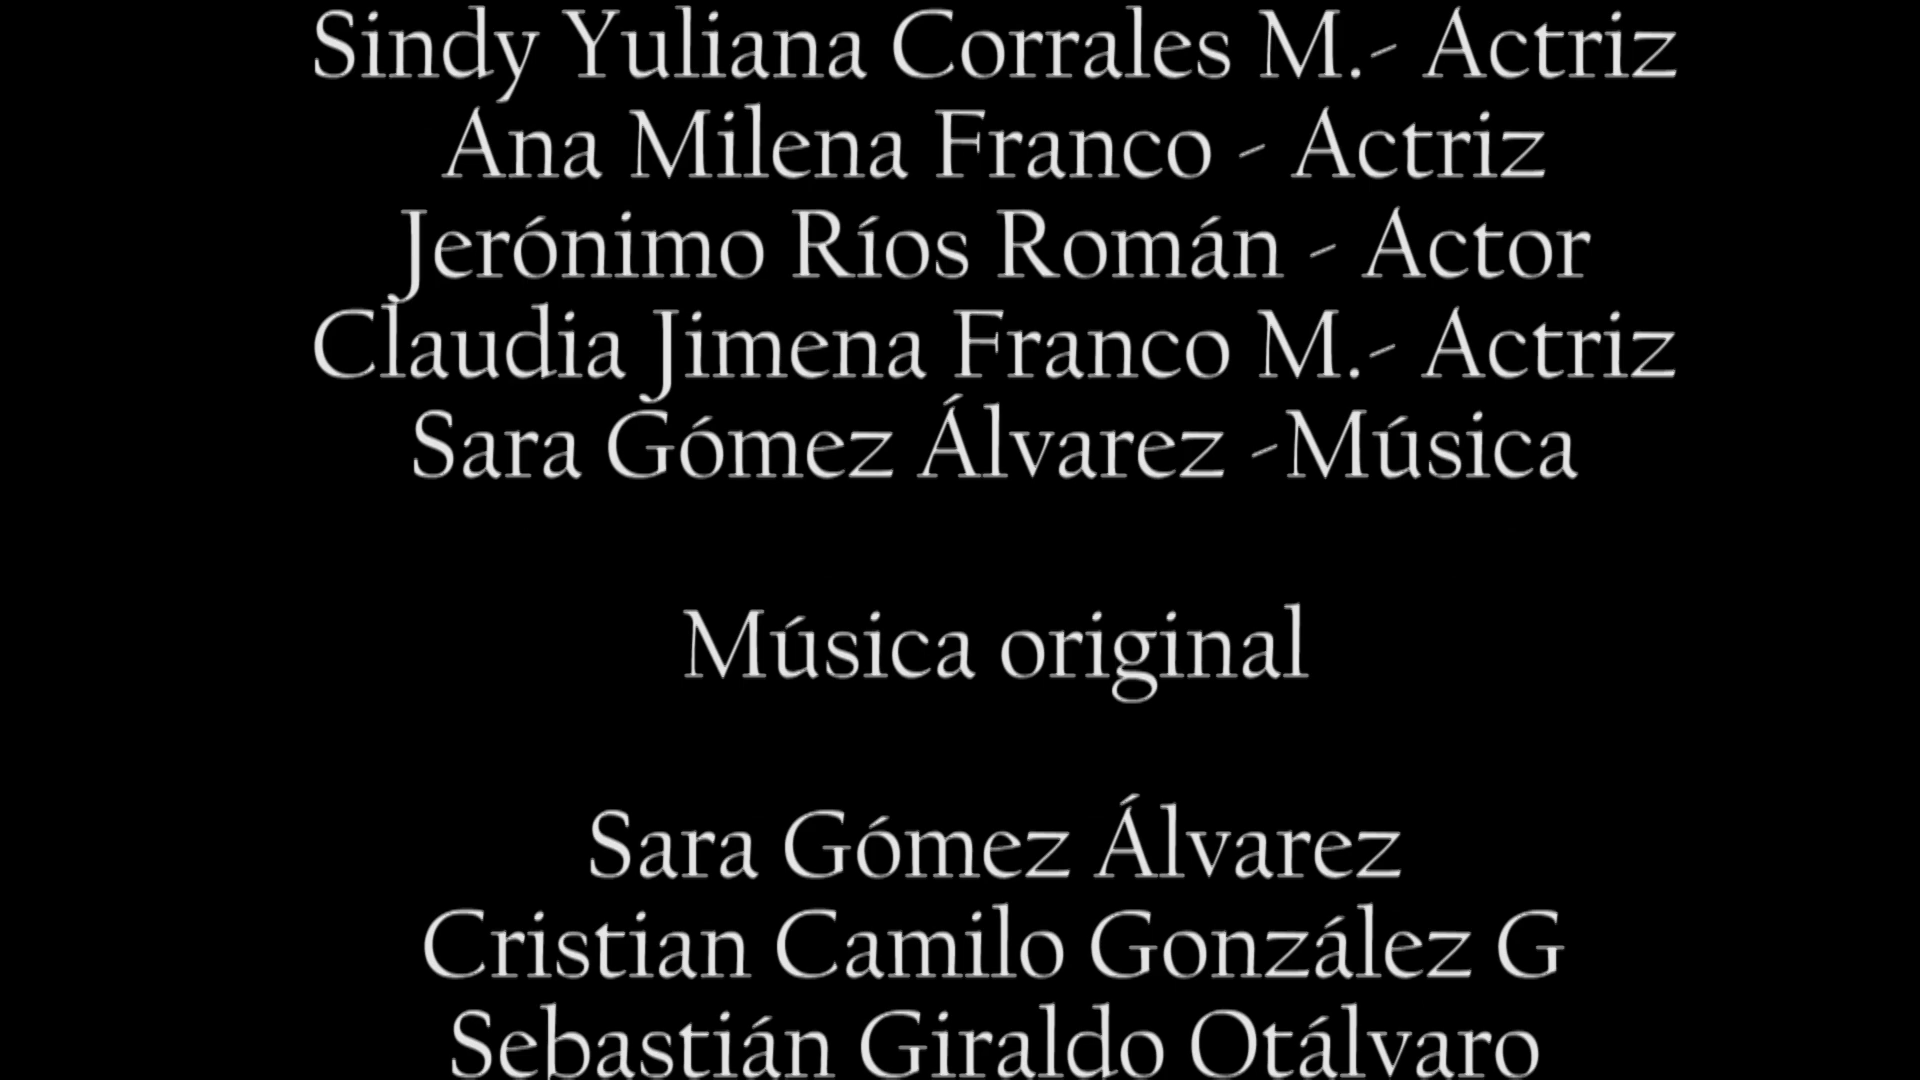 Sindy Yuliana Corrales M.- Actriz
Ana Milena Franco - Actriz
Jerónimo Ríos Román - Actor
Claudia Jimena Franco M.- Actriz
Sara Gómez Álvarez -Música
Música original
Sara Gómez Álvarez
Cristian Camilo González G
Sebastián Giraldo Otálvaro